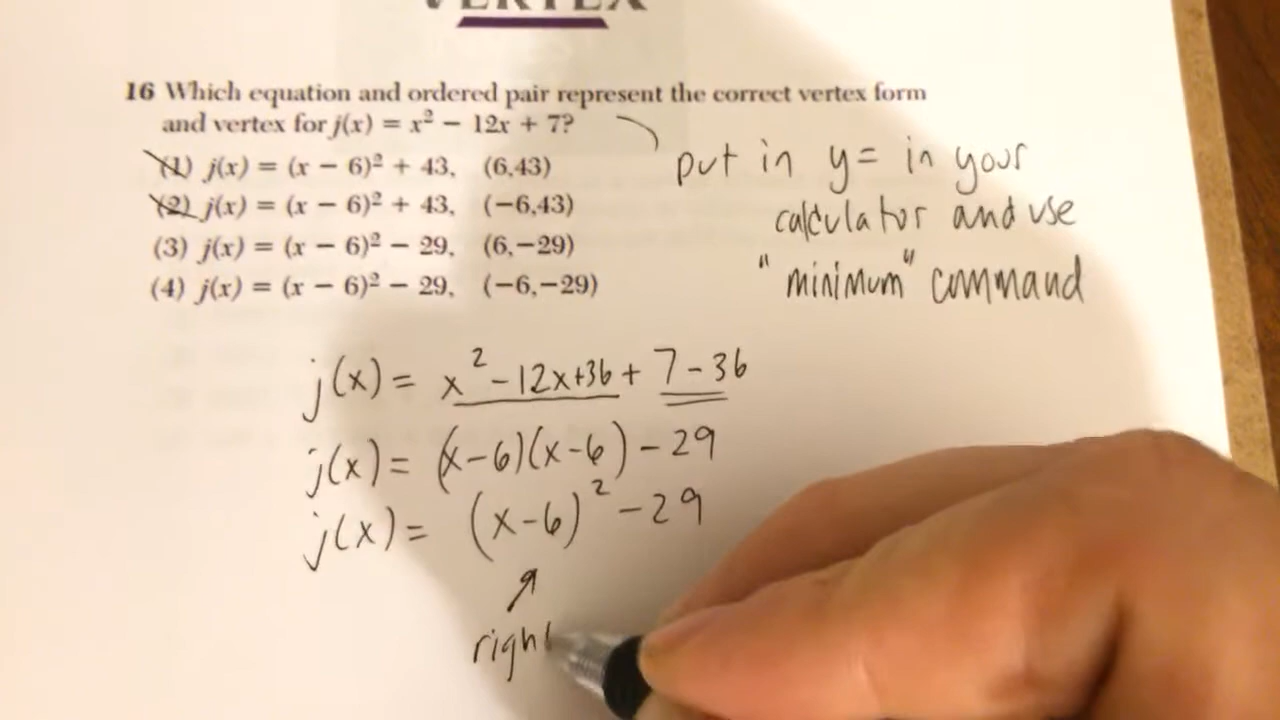 VERTEX
16 Which equation and ordered pair represent the correct vertex form
and vertex for j(x) = x² − 12x + 7?
(1) j(x) = (x − 6)² + 43, (6,43)
(2) j(x) = (x − 6)² + 43, (−6,43)
(3) j(x) = (x − 6)² − 29, (6,−29)
(4) j(x) = (x − 6)² − 29, (−6,−29)
put in y= in your
calculator and use
"minimum" command
j(x) = x² − 12x+36 + 7 − 36
j(x) = (x−6)(x−6) − 29
j(x) = (x−6)² − 29
right